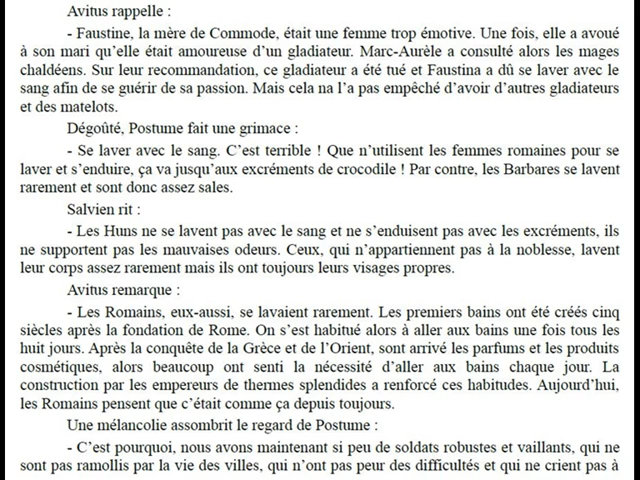 Avitus rappelle :
- Faustine, la mère de Commode, était une femme trop émotive. Une fois, elle a avoué
à son mari qu’elle était amoureuse d’un gladiateur. Marc-Aurèle a consulté alors les mages
chaldéens. Sur leur recommandation, ce gladiateur a été tué et Faustina a dû se laver avec le
sang afin de se guérir de sa passion. Mais cela na l’a pas empêché d’avoir d’autres gladiateurs
et des matelots.
Dégoûté, Postume fait une grimace :
- Se laver avec le sang. C’est terrible ! Que n’utilisent les femmes romaines pour se
laver et s’enduire, ça va jusqu’aux excréments de crocodile ! Par contre, les Barbares se lavent
rarement et sont donc assez sales.
Salvien rit :
- Les Huns ne se lavent pas avec le sang et ne s’enduisent pas avec les excréments, ils
ne supportent pas les mauvaises odeurs. Ceux, qui n’appartiennent pas à la noblesse, lavent
leur corps assez rarement mais ils ont toujours leurs visages propres.
Avitus remarque :
- Les Romains, eux-aussi, se lavaient rarement. Les premiers bains ont été créés cinq
siècles après la fondation de Rome. On s’est habitué alors à aller aux bains une fois tous les
huit jours. Après la conquête de la Grèce et de l’Orient, sont arrivé les parfums et les produits
cosmétiques, alors beaucoup ont senti la nécessité d’aller aux bains chaque jour. La
construction par les empereurs de thermes splendides a renforcé ces habitudes. Aujourd’hui,
les Romains pensent que c’était comme ça depuis toujours.
Une mélancolie assombrit le regard de Postume :
- C’est pourquoi, nous avons maintenant si peu de soldats robustes et vaillants, qui ne
sont pas ramollis par la vie des villes, qui n’ont pas peur des difficultés et qui ne crient pas à